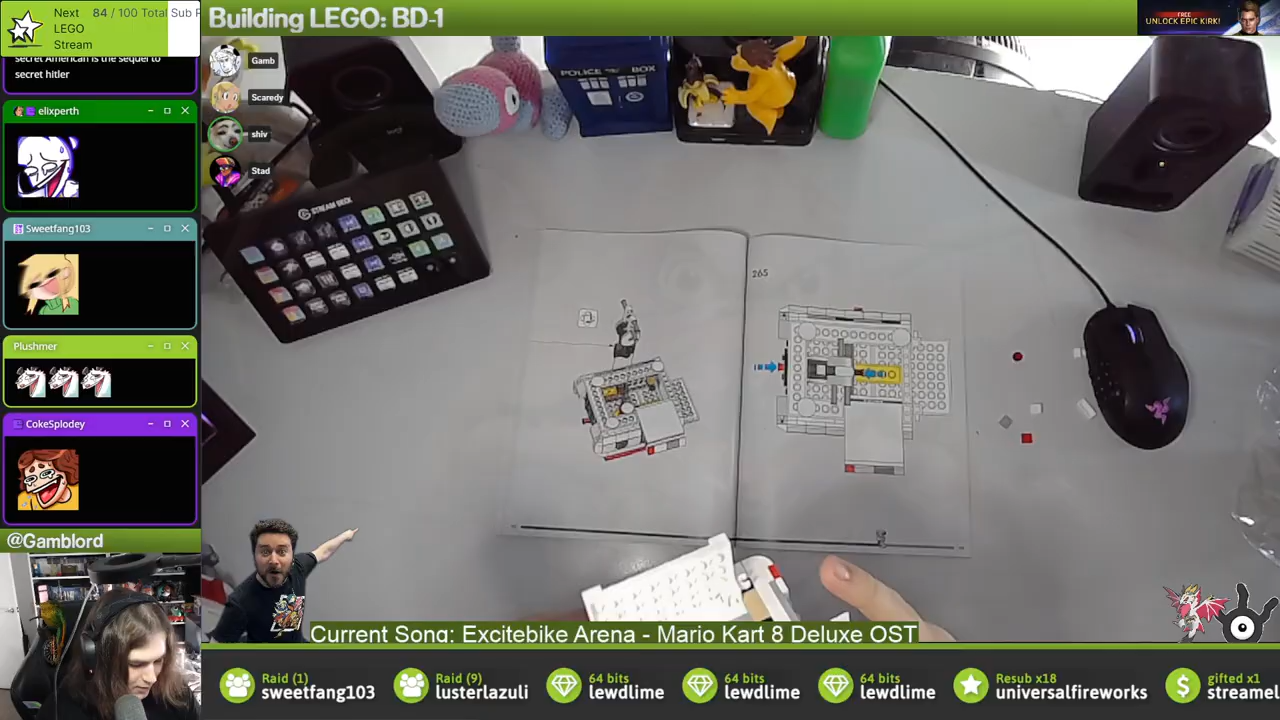 Next 84 / 100 Total Sub
LEGO
Stream
Building LEGO: BD-1
FREE
UNLOCK EPIC KIRK!
secret American is the sequel to
secret hitler
elixperth
Sweetfang103
Plushmer
CokeSplodey
@Gamblord
Gamb
Scaredy
shiv
Stad
STREAM DECK
POLICE BOX
265
Current Song: Excitebike Arena - Mario Kart 8 Deluxe OST
Raid (1)
sweetfang103
Raid (9)
lusterlazuli
64 bits
lewdlime
64 bits
lewdlime
64 bits
lewdlime
Resub x18
universalfireworks
gifted x1
streamel